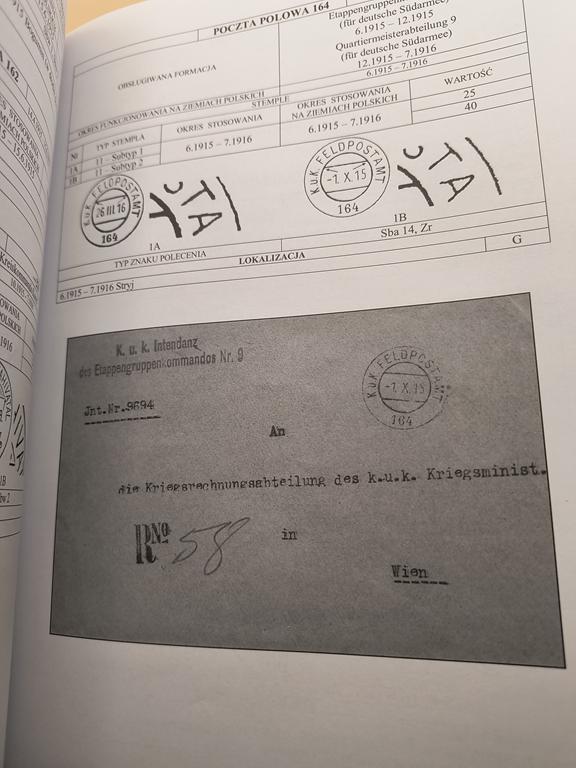 POCZTA POLOWA 164
OBSŁUGIWANA FORMACJA
(für deutsche Südarmee)
6.1915 – 12.1915
Quartiermeisterabteilung 9
(für deutsche Südarmee)
12.1915 – 7.1916
6.1915 – 7.1916
OKRES FUNKCJONOWANIA NA ZIEMIACH POLSKICH
STEMPLE
Nr TYP STEMPLA OKRES STOSOWANIA OKRES STOSOWANIA NA ZIEMIACH POLSKICH WARTOŚĆ
1A 11 – Subtyp 1 6.1915 – 7.1916 6.1915 – 7.1916 25
1B 11 – Subtyp 2 40
K.u.K. FELDPOSTAMT
26 III 16
164
1A
K.u.K. FELDPOSTAMT
-7. X. 15
164
1B
TYP ZNAKU POLECENIA Sba 14, Zr
LOKALIZACJA G
6.1915 – 7.1916 Stryj
K. u. k. Intendanz
des Etappengruppenkommandos Nr. 9
K.u.K. FELDPOSTAMT
-7. X. 15
164
Jnt.Nr.9694
An
die Kriegsrechnungsabteilung des k.u.k. Kriegsminist.
RNo 58
in
Wien